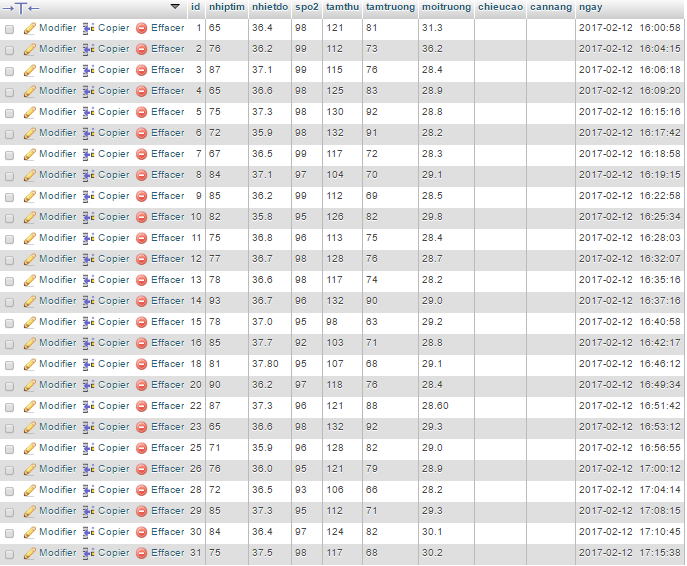 id nhiptim nhietdo spo2 tamthu tamtruong moitruong chieucao cannang ngay
Modifier Copier Effacer 1 65 36.4 98 121 81 31.3 2017-02-12 16:00:58
Modifier Copier Effacer 2 76 36.2 99 112 73 36.2 2017-02-12 16:04:15
Modifier Copier Effacer 3 87 37.1 99 115 76 28.4 2017-02-12 16:06:18
Modifier Copier Effacer 4 65 36.6 98 125 83 28.9 2017-02-12 16:09:20
Modifier Copier Effacer 5 75 37.3 98 130 92 28.8 2017-02-12 16:15:16
Modifier Copier Effacer 6 72 35.9 98 132 91 28.2 2017-02-12 16:17:42
Modifier Copier Effacer 7 67 36.5 99 117 72 28.3 2017-02-12 16:18:58
Modifier Copier Effacer 8 84 37.1 97 104 70 29.1 2017-02-12 16:19:15
Modifier Copier Effacer 9 85 36.2 99 112 69 28.5 2017-02-12 16:22:58
Modifier Copier Effacer 10 82 35.8 95 126 82 29.8 2017-02-12 16:25:34
Modifier Copier Effacer 11 75 36.8 96 113 75 28.4 2017-02-12 16:28:03
Modifier Copier Effacer 12 77 36.7 98 128 76 28.7 2017-02-12 16:32:07
Modifier Copier Effacer 13 78 36.6 98 117 74 28.2 2017-02-12 16:35:16
Modifier Copier Effacer 14 93 36.7 96 132 90 29.0 2017-02-12 16:37:16
Modifier Copier Effacer 15 78 37.0 95 98 63 29.2 2017-02-12 16:40:58
Modifier Copier Effacer 16 85 37.7 92 103 71 28.8 2017-02-12 16:42:17
Modifier Copier Effacer 18 81 37.80 95 107 68 29.1 2017-02-12 16:46:12
Modifier Copier Effacer 20 90 36.2 97 118 76 28.4 2017-02-12 16:49:34
Modifier Copier Effacer 22 87 37.3 96 121 88 28.60 2017-02-12 16:51:42
Modifier Copier Effacer 23 65 36.6 98 132 92 29.3 2017-02-12 16:53:12
Modifier Copier Effacer 25 71 35.9 96 128 82 29.0 2017-02-12 16:56:55
Modifier Copier Effacer 26 76 36.0 95 121 79 28.9 2017-02-12 17:00:12
Modifier Copier Effacer 28 72 36.5 93 106 66 28.2 2017-02-12 17:04:14
Modifier Copier Effacer 29 85 37.3 95 112 71 29.3 2017-02-12 17:08:15
Modifier Copier Effacer 30 84 36.4 97 124 82 30.1 2017-02-12 17:10:45
Modifier Copier Effacer 31 75 37.5 98 117 68 30.2 2017-02-12 17:15:38